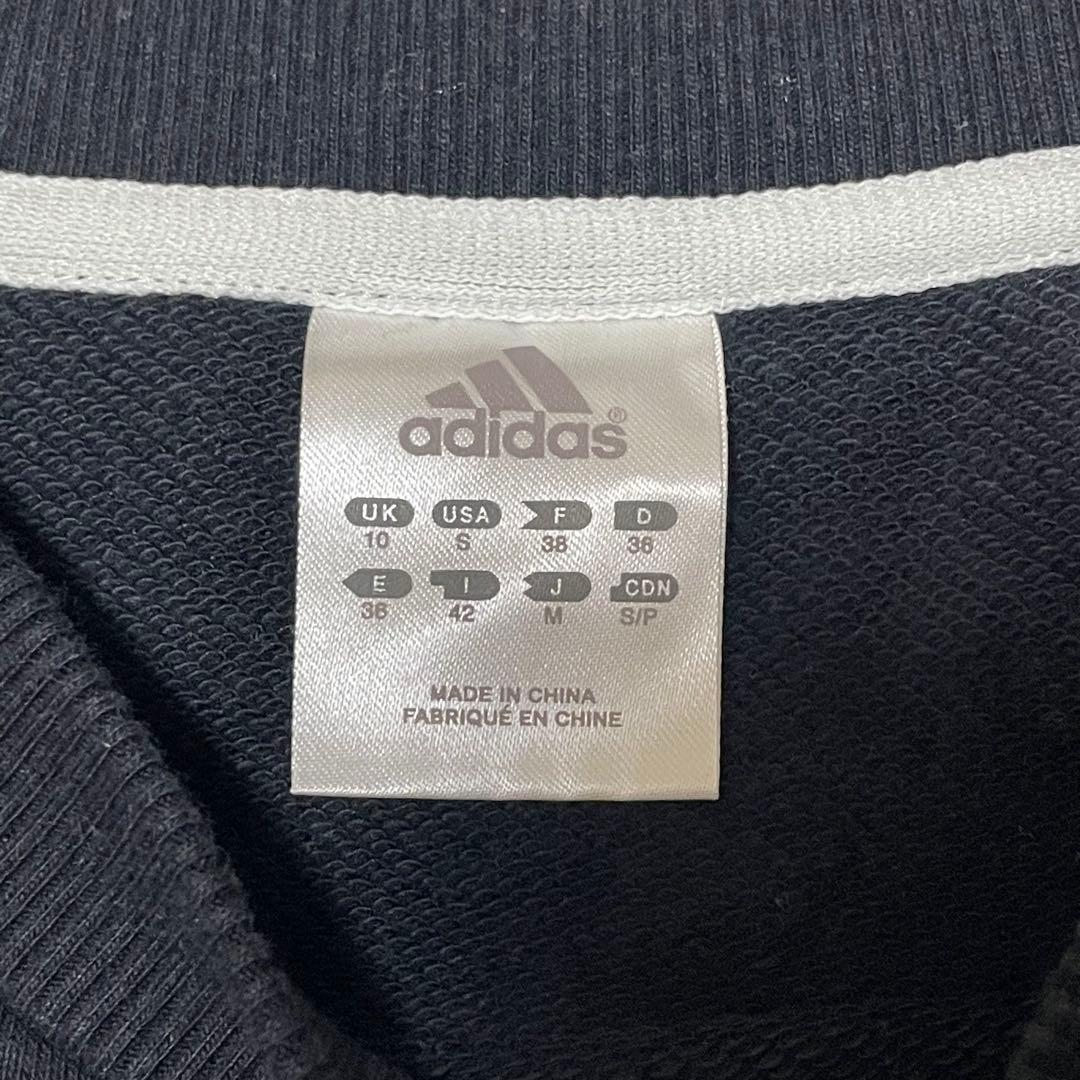 adidas®
UK USA F D
10 S 38 36
E I J CDN
36 42 M S/P
MADE IN CHINA
FABRIQUÉ EN CHINE